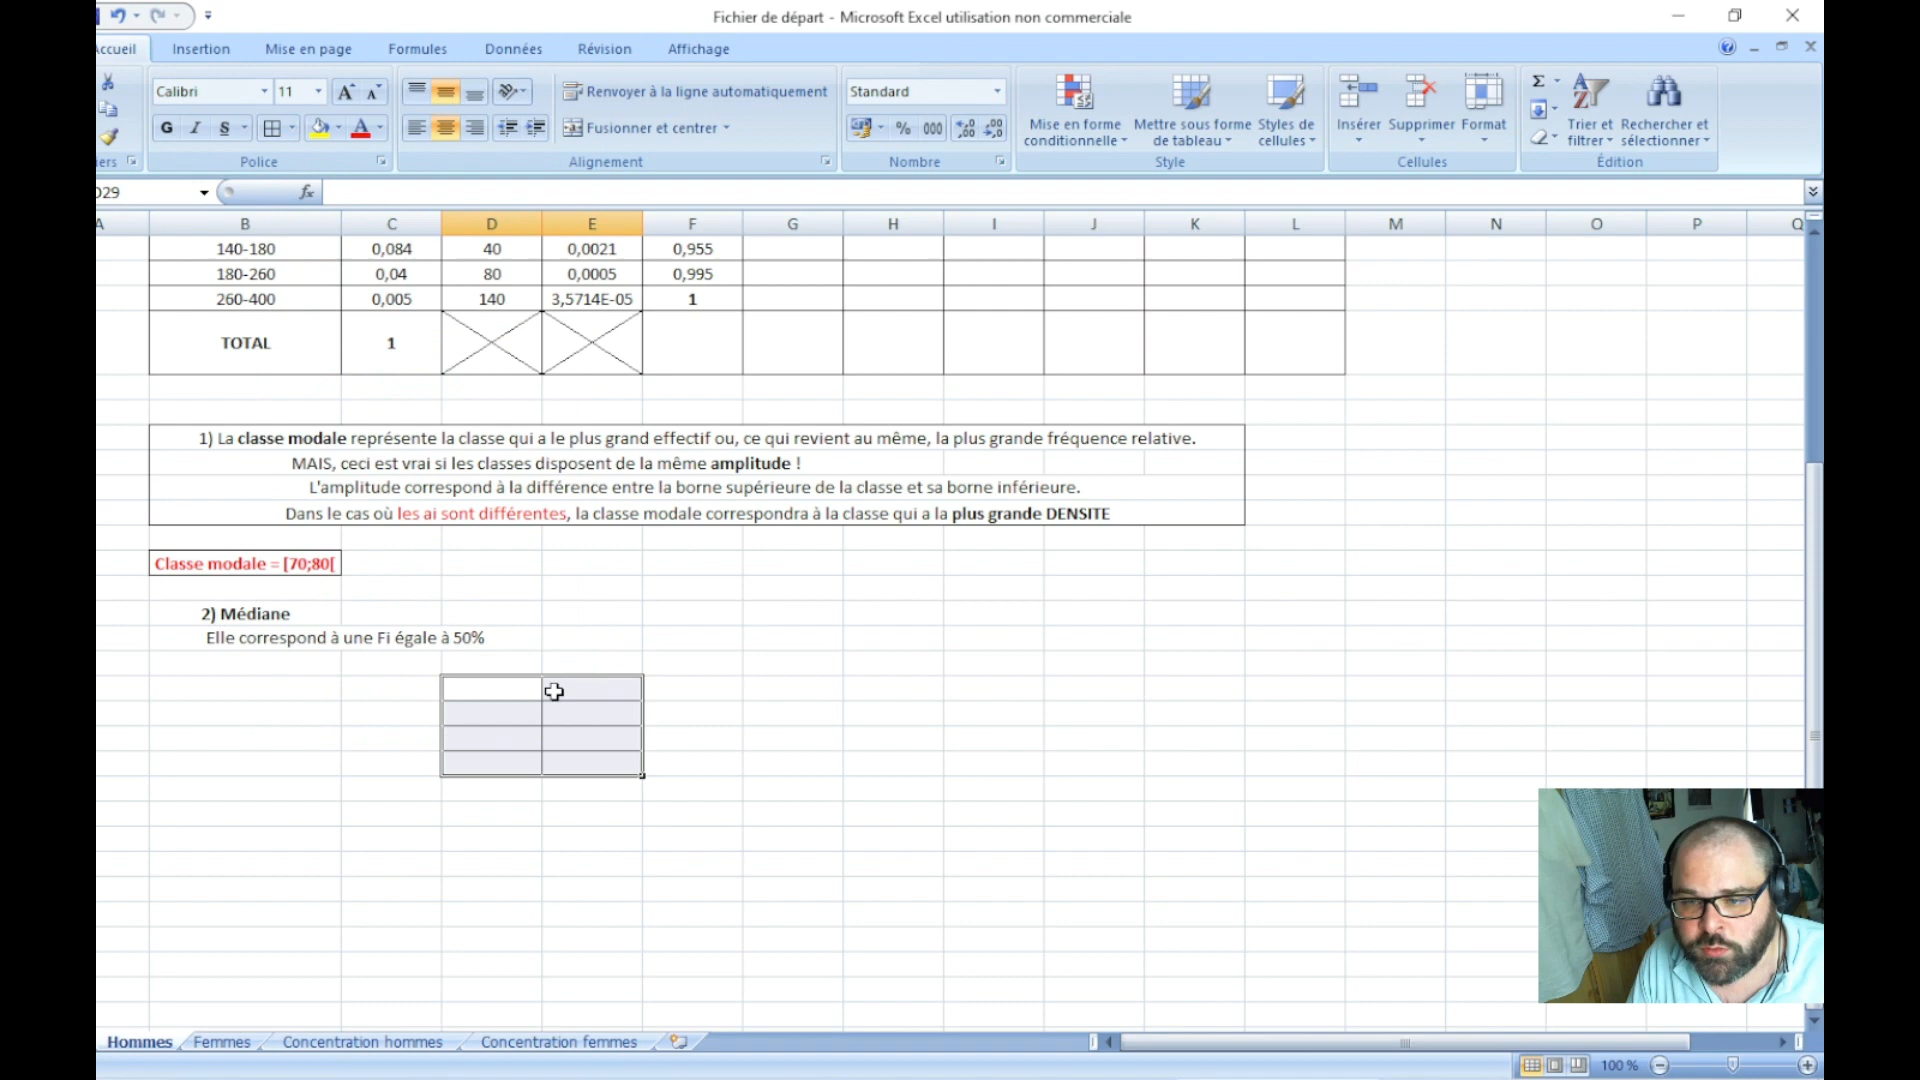 Fichier de départ - Microsoft Excel utilisation non commerciale
Accueil Insertion Mise en page Formules Données Révision Affichage
Calibri 11 A A Renvoyer à la ligne automatiquement Standard Σ
G I S A Fusionner et centrer % 000 Mise en forme conditionnelle Mettre sous forme de tableau Styles de cellules Insérer Supprimer Format Trier et filtrer Rechercher et sélectionner
Police Alignement Nombre Style Cellules Édition
D29 fx
A B C D E F G H I J K L M N O P Q
140-180 0,084 40 0,0021 0,955
180-260 0,04 80 0,0005 0,995
260-400 0,005 140 3,5714E-05 1
TOTAL 1
1) La classe modale représente la classe qui a le plus grand effectif ou, ce qui revient au même, la plus grande fréquence relative.
MAIS, ceci est vrai si les classes disposent de la même amplitude !
L'amplitude correspond à la différence entre la borne supérieure de la classe et sa borne inférieure.
Dans le cas où les ai sont différentes, la classe modale correspondra à la classe qui a la plus grande DENSITE
Classe modale = [70;80[
2) Médiane
Elle correspond à une Fi égale à 50%
Hommes Femmes Concentration hommes Concentration femmes
100 %